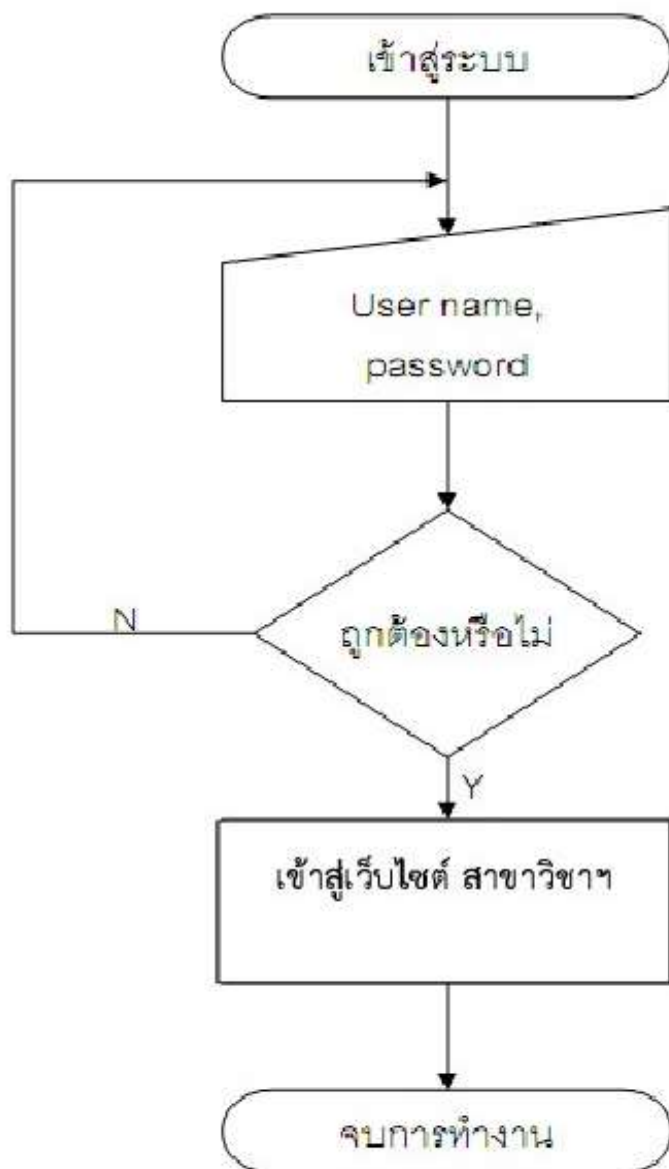 เข้าสู่ระบบ
User name,
password
ถูกต้องหรือไม่
N
Y
เข้าสู่เว็บไซต์ สาขาวิชาฯ
จบการทำงาน